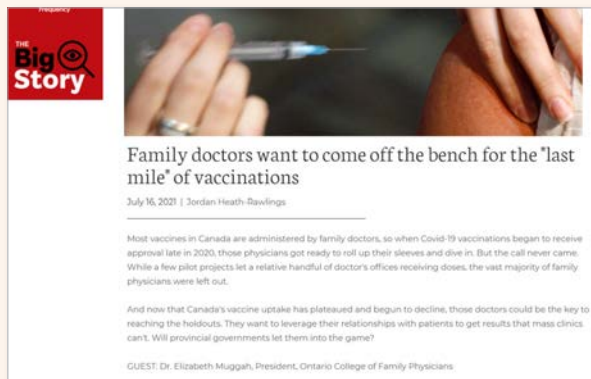 Frequency
THE
Big
Story
Family doctors want to come off the bench for the "last
mile" of vaccinations
July 16, 2021 | Jordan Heath-Rawlings
Most vaccines in Canada are administered by family doctors, so when Covid-19 vaccinations began to receive
approval late in 2020, those physicians got ready to roll up their sleeves and dive in. But the call never came.
While a few pilot projects let a relative handful of doctor's offices receiving doses, the vast majority of family
physicians were left out.
And now that Canada's vaccine uptake has plateaued and begun to decline, those doctors could be the key to
reaching the holdouts. They want to leverage their relationships with patients to get results that mass clinics
can't. Will provincial governments let them into the game?
GUEST: Dr. Elizabeth Muggah, President, Ontario College of Family Physicians